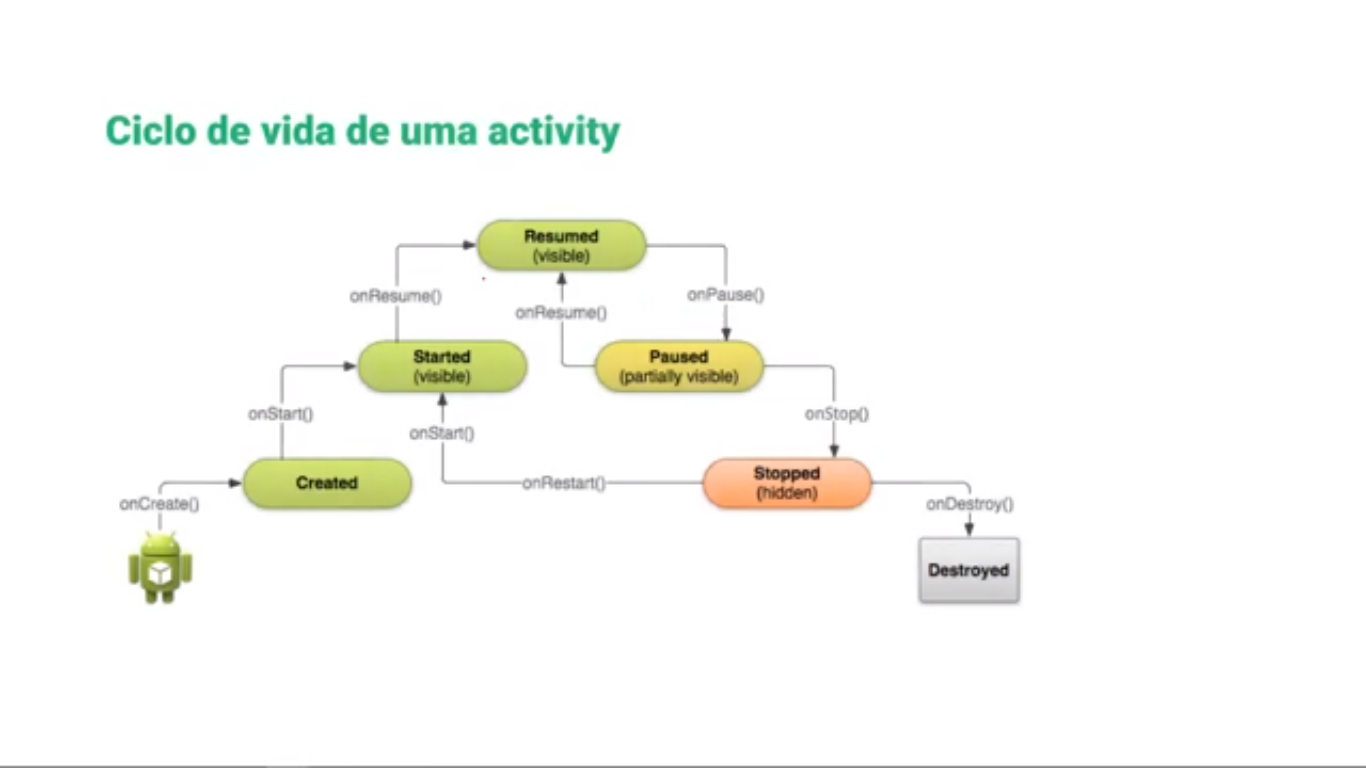 Ciclo de vida de uma activity
Resumed
(visible)
onResume()
onPause()
onResume()
Started
(visible)
Paused
(partially visible)
onStart()
onStop()
onStart()
Created
onRestart()
Stopped
(hidden)
onCreate()
onDestroy()
Destroyed